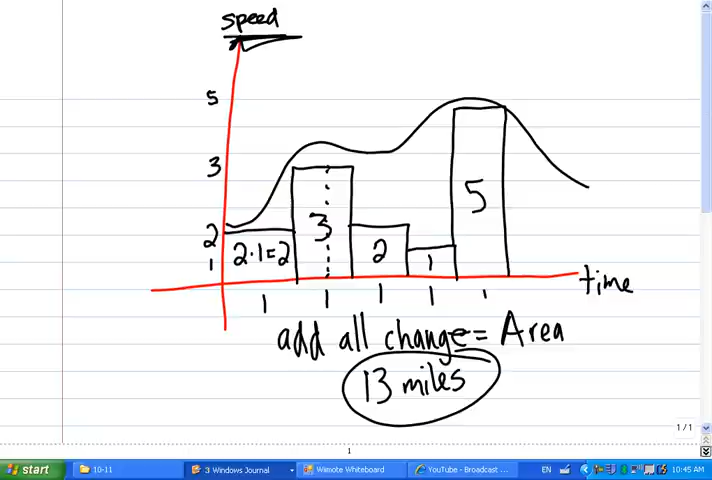 speed
5
3
2
1
2·1=2
3
2
1
5
time
1 1 1 1 1
add all change = Area
13 miles
1/1
1
start
10-11
3 Windows Journal
Wiimote Whiteboard
YouTube - Broadcast ...
EN
10:45 AM